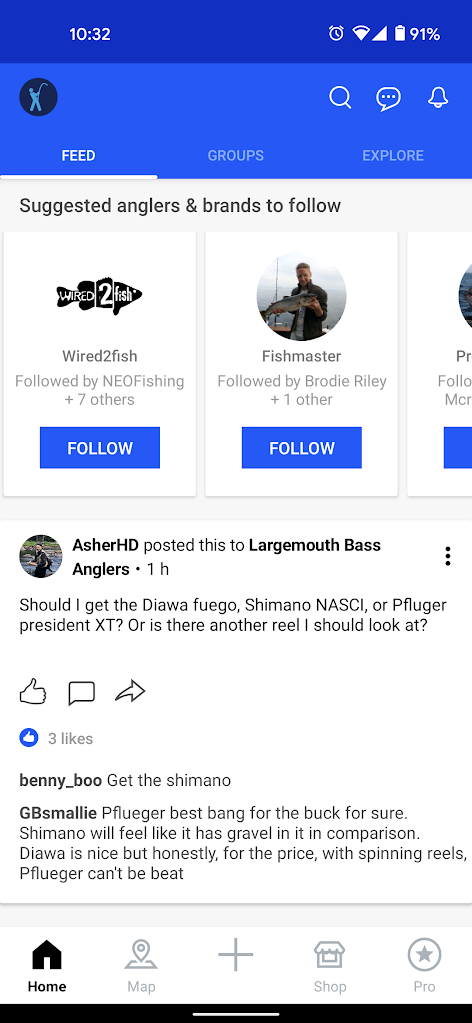 10:32
91%
FEED
GROUPS
EXPLORE
Suggested anglers & brands to follow
WIRED2fish
Wired2fish
Followed by NEOFishing
+ 7 others
FOLLOW
Fishmaster
Followed by Brodie Riley
+ 1 other
FOLLOW
Pr
Follo
Mcr
AsherHD posted this to Largemouth Bass
Anglers • 1 h
Should I get the Diawa fuego, Shimano NASCI, or Pfluger
president XT? Or is there another reel I should look at?
3 likes
benny_boo Get the shimano
GBsmallie Pflueger best bang for the buck for sure.
Shimano will feel like it has gravel in it in comparison.
Diawa is nice but honestly, for the price, with spinning reels,
Pflueger can't be beat
Home
Map
Shop
Pro